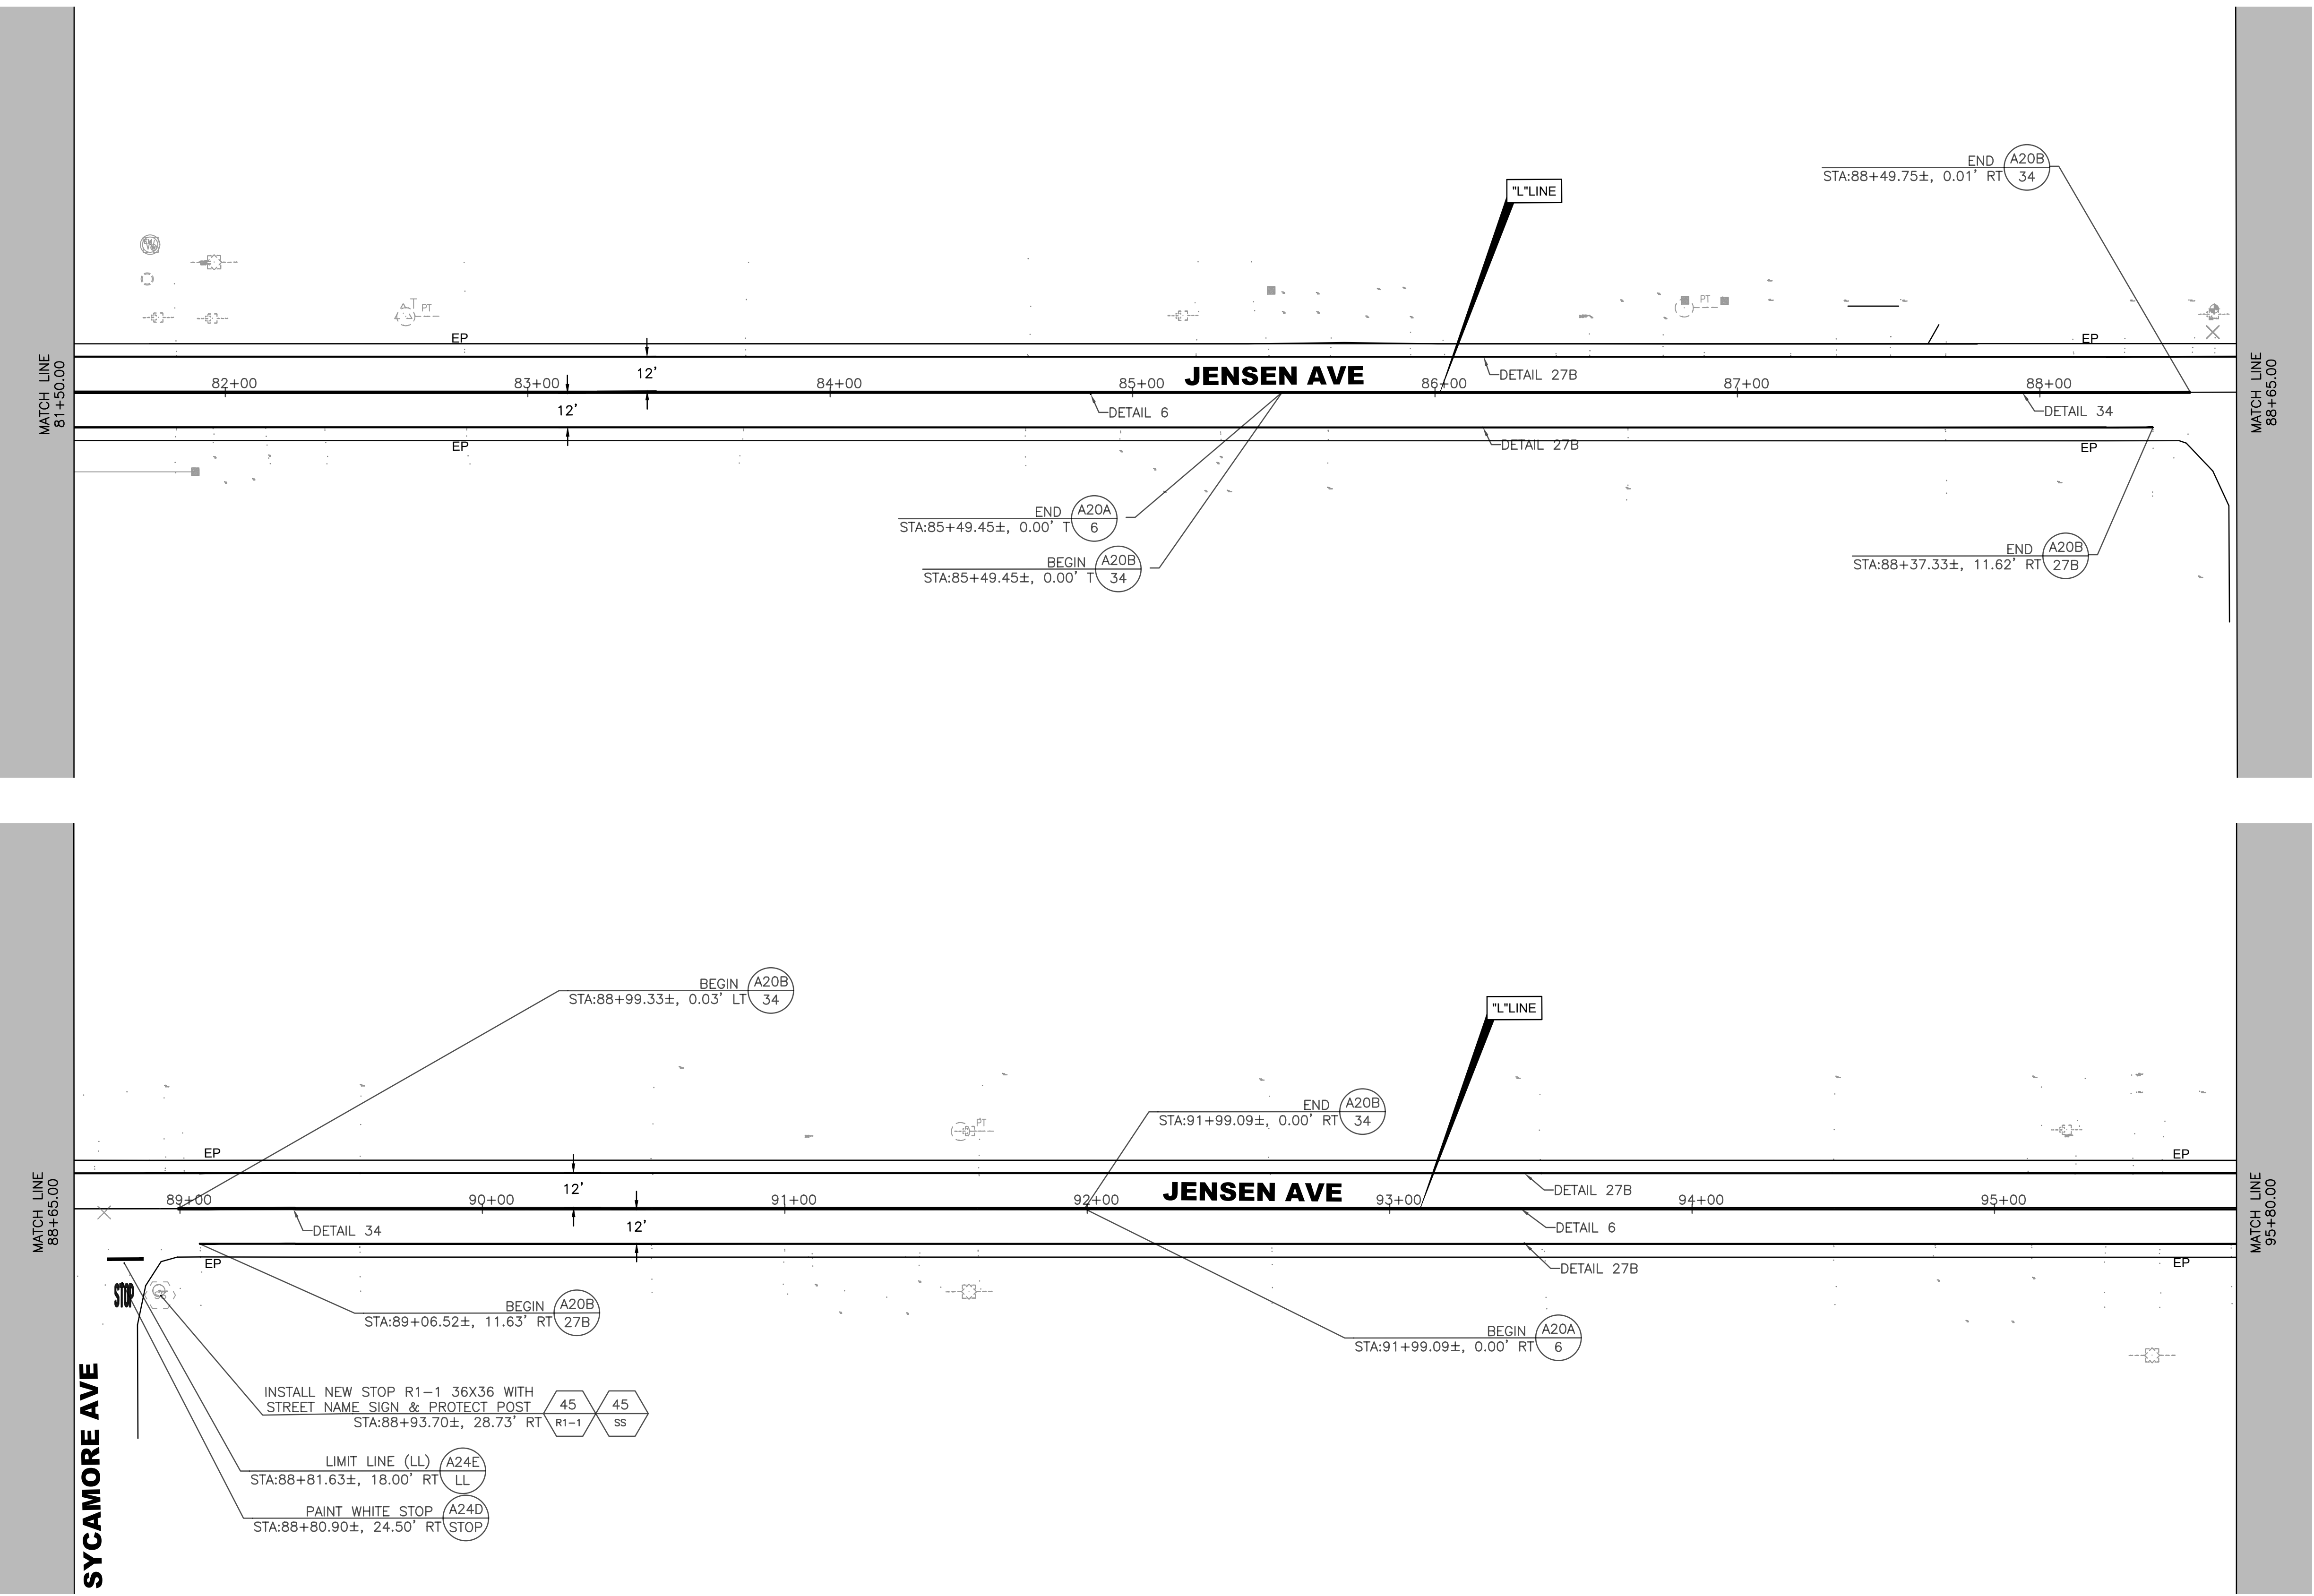 END A20B
STA:88+49.75±, 0.01' RT 34
"L"LINE
T PT
PT
EP
EP
MATCH LINE
81+50.00
12'
82+00 83+00 84+00 85+00 JENSEN AVE 86+00 87+00 88+00
DETAIL 27B
MATCH LINE
88+65.00
12'
DETAIL 6
DETAIL 34
EP
DETAIL 27B
EP
END A20A
STA:85+49.45±, 0.00' T 6
BEGIN A20B
STA:85+49.45±, 0.00' T 34
END A20B
STA:88+37.33±, 11.62' RT 27B
BEGIN A20B
STA:88+99.33±, 0.03' LT 34
"L"LINE
END A20B
STA:91+99.09±, 0.00' RT 34
PT
EP
EP
MATCH LINE
88+65.00
12'
DETAIL 27B
89+00 90+00 91+00 92+00 JENSEN AVE 93+00 94+00 95+00
MATCH LINE
95+80.00
DETAIL 34
12'
DETAIL 6
EP
DETAIL 27B
EP
STOP
BEGIN A20B
STA:89+06.52±, 11.63' RT 27B
BEGIN A20A
STA:91+99.09±, 0.00' RT 6
SYCAMORE AVE
INSTALL NEW STOP R1-1 36X36 WITH
STREET NAME SIGN & PROTECT POST 45 45
STA:88+93.70±, 28.73' RT R1-1 SS
LIMIT LINE (LL) A24E
STA:88+81.63±, 18.00' RT LL
PAINT WHITE STOP A24D
STA:88+80.90±, 24.50' RT STOP